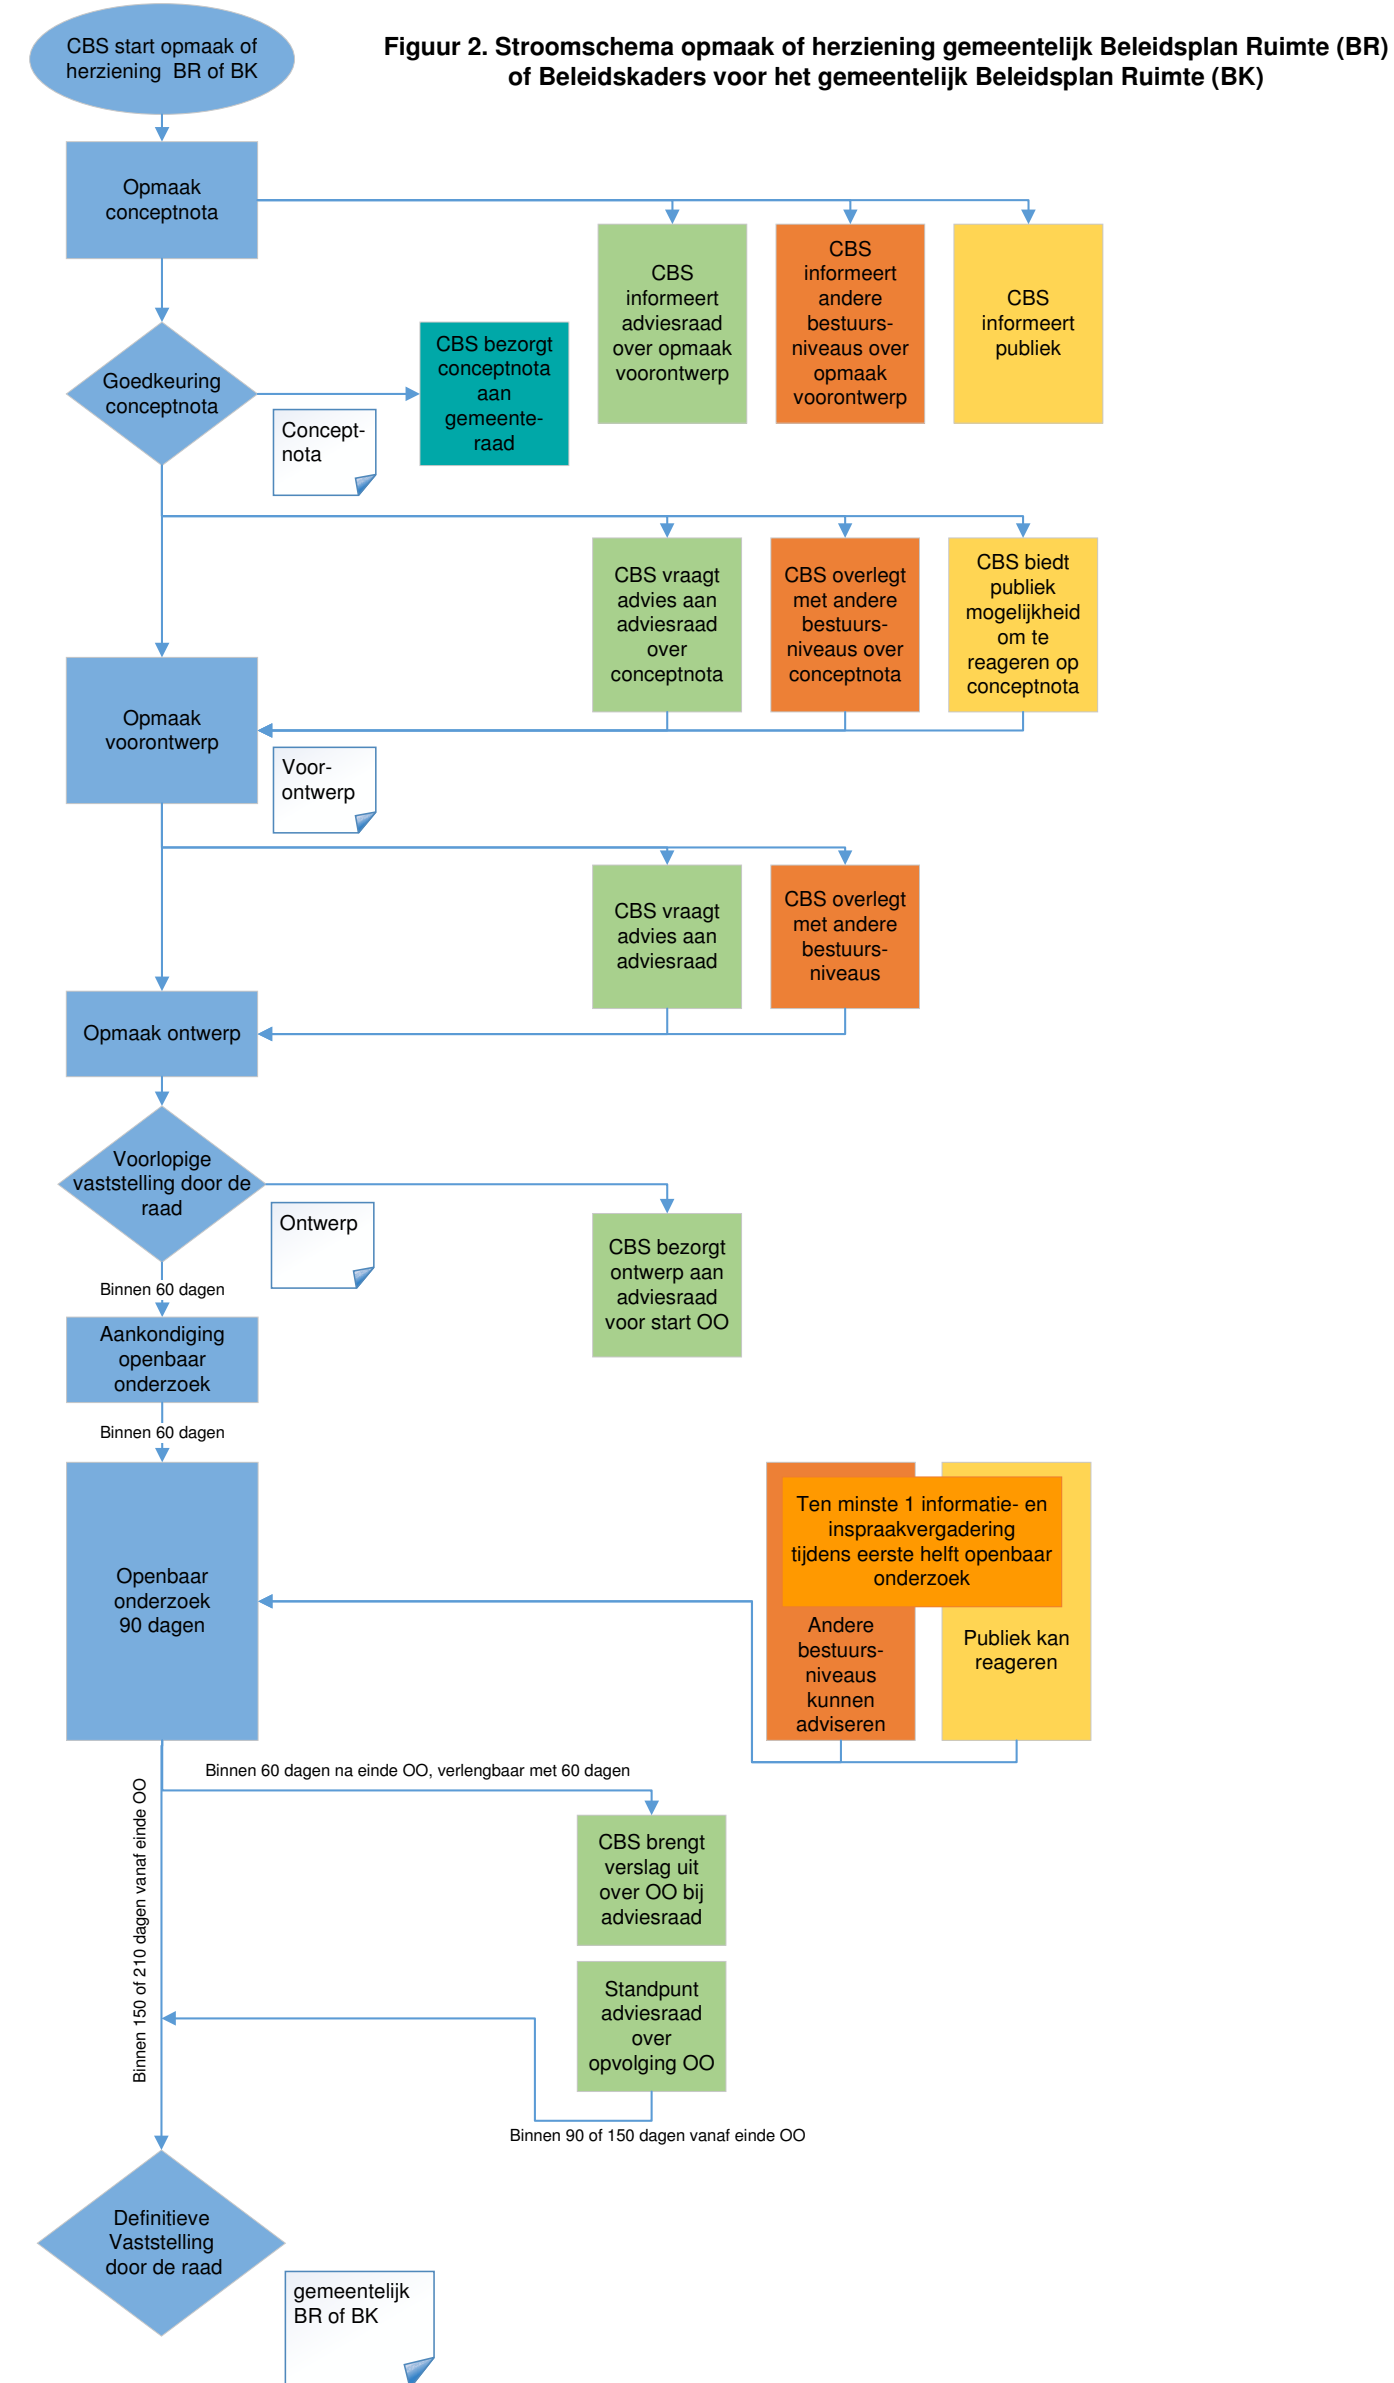 CBS start opmaak of
herziening BR of BK
Figuur 2. Stroomschema opmaak of herziening gemeentelijk Beleidsplan Ruimte (BR)
of Beleidskaders voor het gemeentelijk Beleidsplan Ruimte (BK)
Opmaak
conceptnota
CBS
informeert
adviesraad
over opmaak
voorontwerp
CBS
informeert
andere
bestuurs-
niveaus over
opmaak
voorontwerp
CBS
informeert
publiek
Goedkeuring
conceptnota
Concept-
nota
CBS bezorgt
conceptnota
aan
gemeente-
raad
CBS vraagt
advies aan
adviesraad
over
conceptnota
CBS overlegt
met andere
bestuurs-
niveaus over
conceptnota
CBS biedt
publiek
mogelijkheid
om te
reageren op
conceptnota
Opmaak
voorontwerp
Voor-
ontwerp
CBS vraagt
advies aan
adviesraad
CBS overlegt
met andere
bestuurs-
niveaus
Opmaak ontwerp
Voorlopige
vaststelling door de
raad
Ontwerp
CBS bezorgt
ontwerp aan
adviesraad
voor start OO
Binnen 60 dagen
Aankondiging
openbaar
onderzoek
Binnen 60 dagen
Openbaar
onderzoek
90 dagen
Ten minste 1 informatie- en
inspraakvergadering
tijdens eerste helft openbaar
onderzoek
Andere
bestuurs-
niveaus
kunnen
adviseren
Publiek kan
reageren
Binnen 60 dagen na einde OO, verlengbaar met 60 dagen
Binnen 150 of 210 dagen vanaf einde OO
CBS brengt
verslag uit
over OO bij
adviesraad
Standpunt
adviesraad
over
opvolging OO
Binnen 90 of 150 dagen vanaf einde OO
Definitieve
Vaststelling
door de raad
gemeentelijk
BR of BK